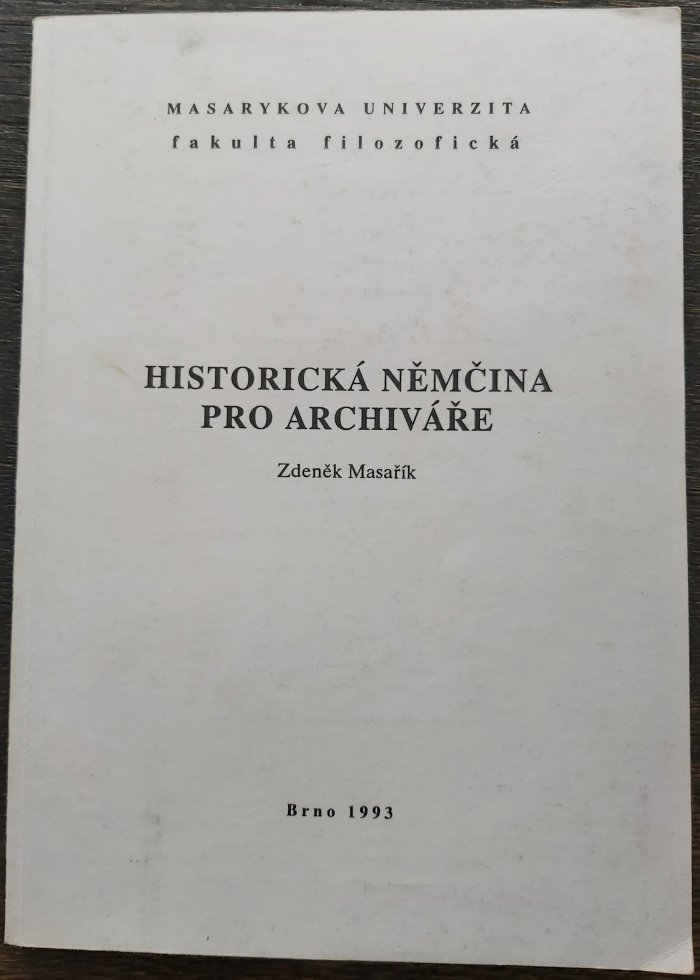 MASARYKOVA UNIVERZITA
fakulta filozofická
HISTORICKÁ NĚMČINA
PRO ARCHIVÁŘE
Zdeněk Masařík
Brno 1993